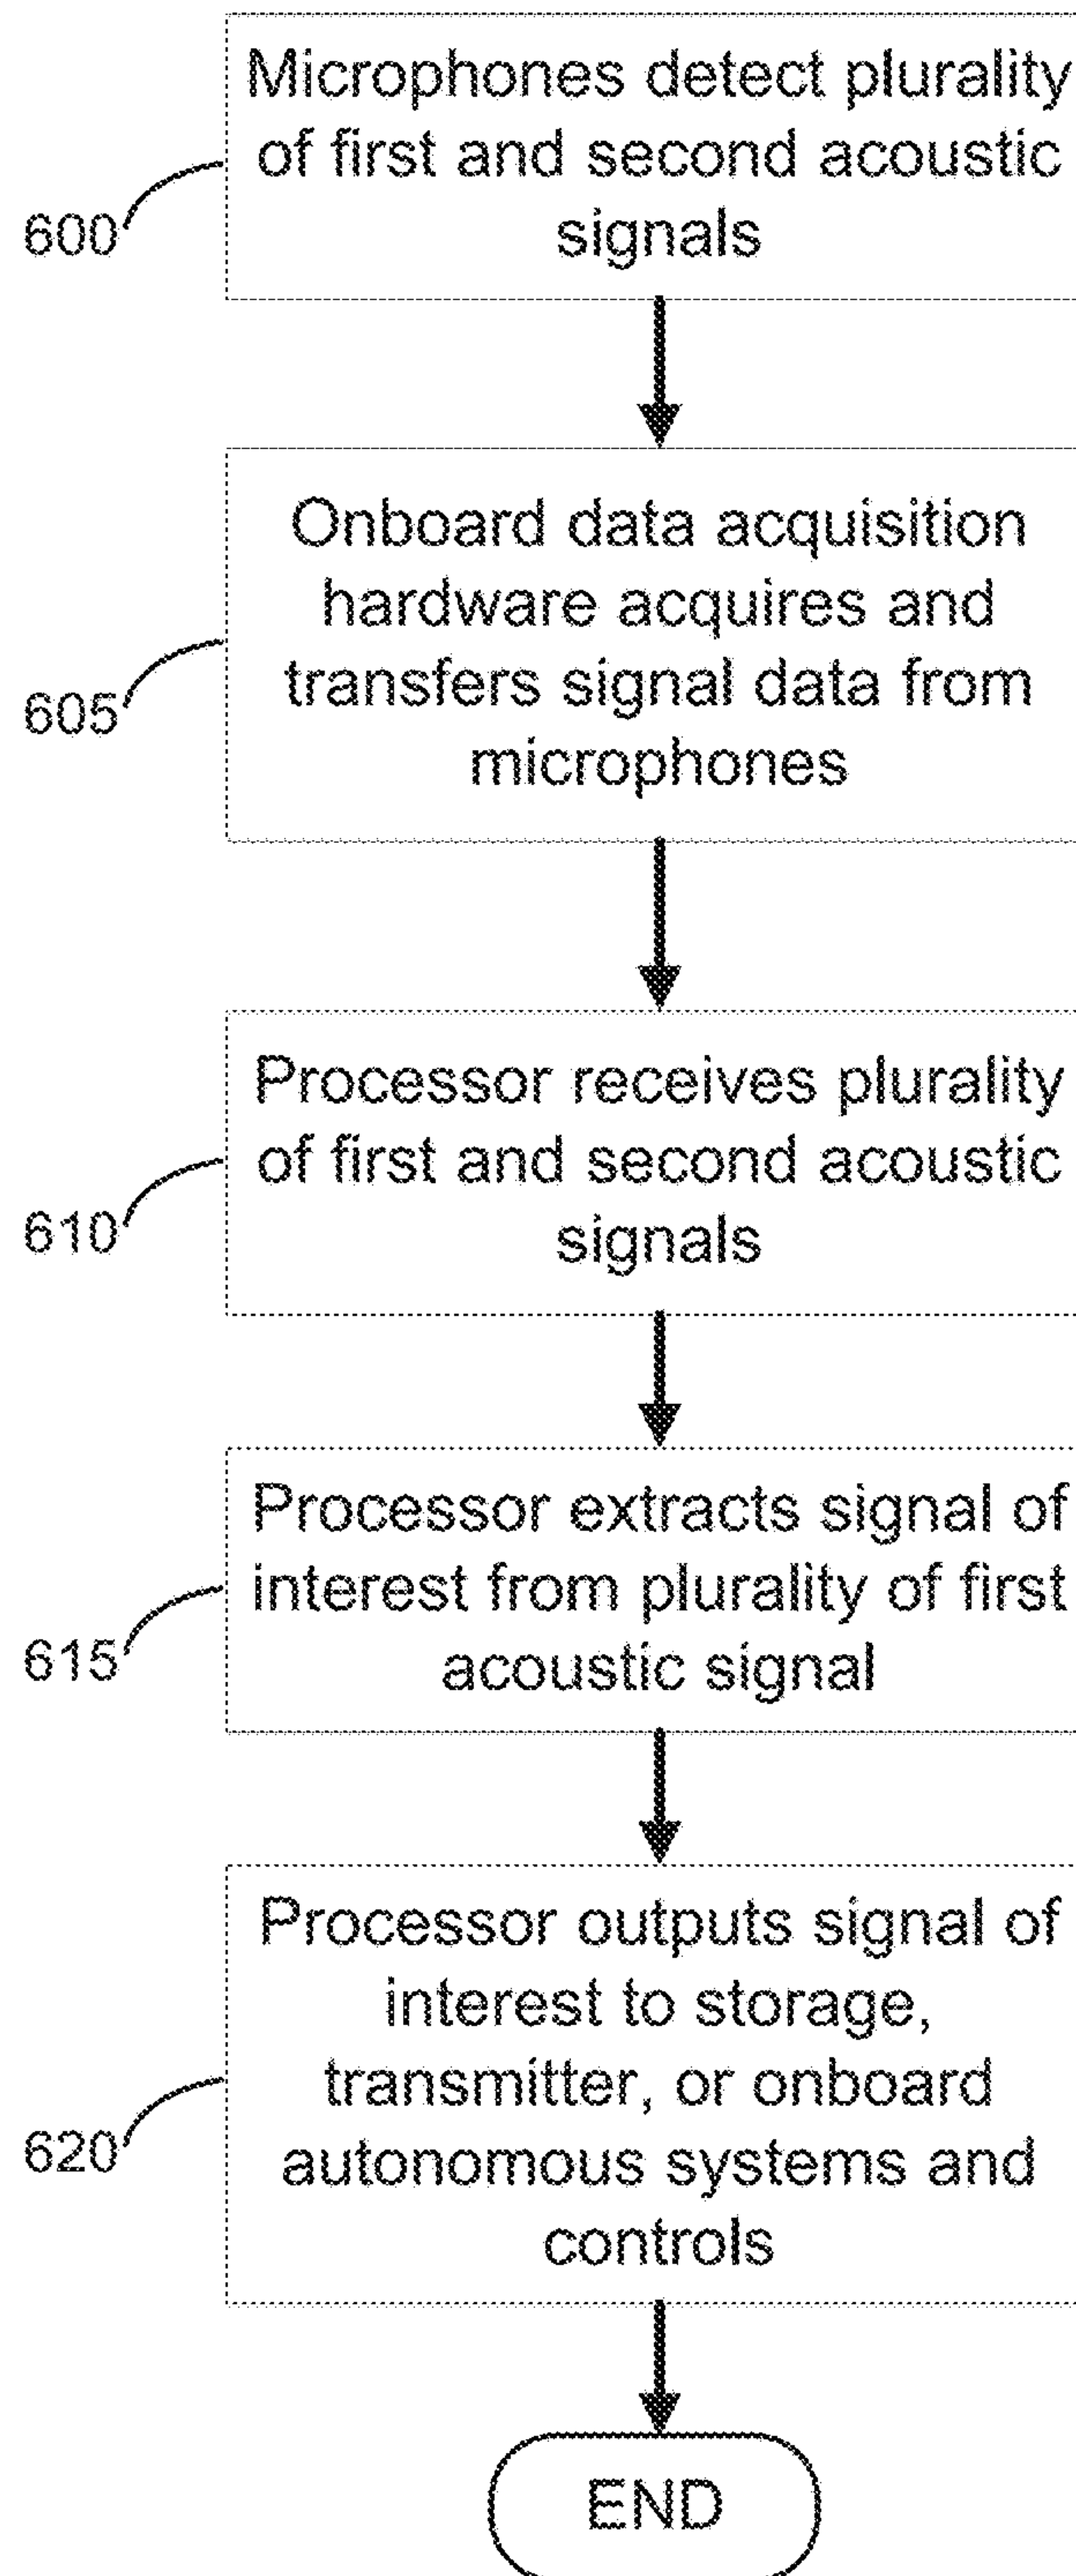 Microphones detect plurality
of first and second acoustic
signals
600
Onboard data acquisition
hardware acquires and
transfers signal data from
microphones
605
Processor receives plurality
of first and second acoustic
signals
610
Processor extracts signal of
interest from plurality of first
acoustic signal
615
Processor outputs signal of
interest to storage,
transmitter, or onboard
autonomous systems and
controls
620
END